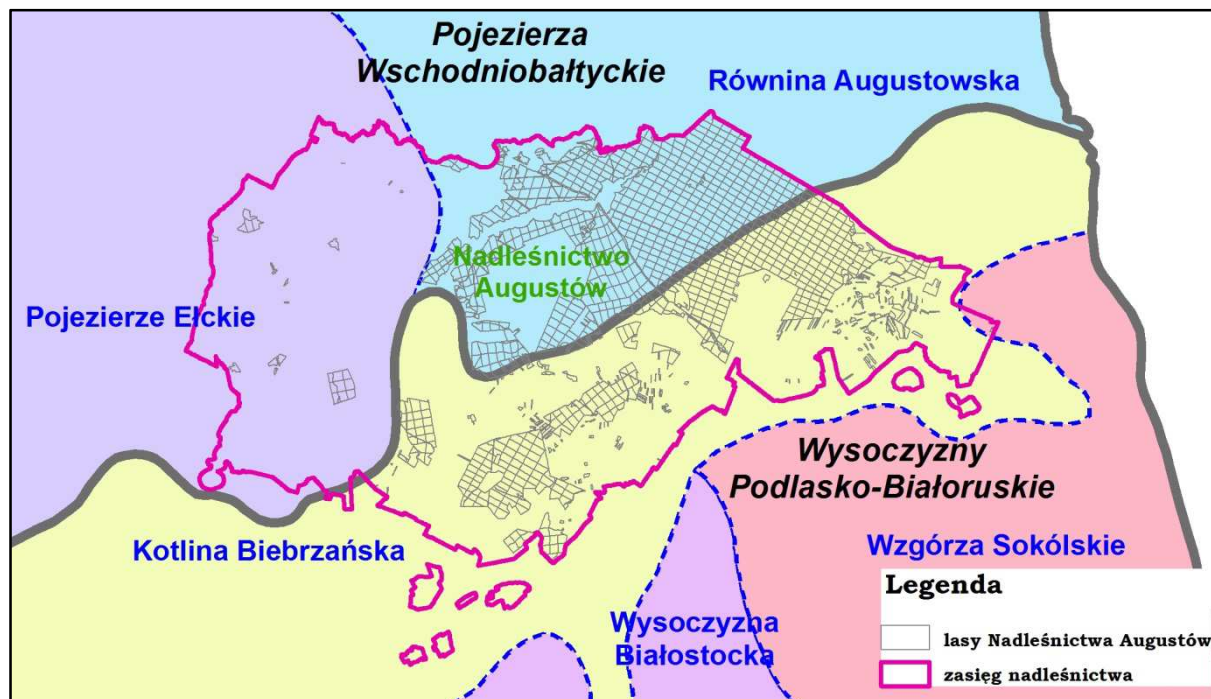 Pojezierza
Wschodniobałtyckie
Równina Augustowska
Nadleśnictwo
Augustów
Pojezierze Ełckie
Wysoczyzny
Podlasko-Białoruskie
Kotlina Biebrzańska
Wzgórza Sokólskie
Wysoczyzna
Białostocka
Legenda
lasy Nadleśnictwa Augustów
zasięg nadleśnictwa